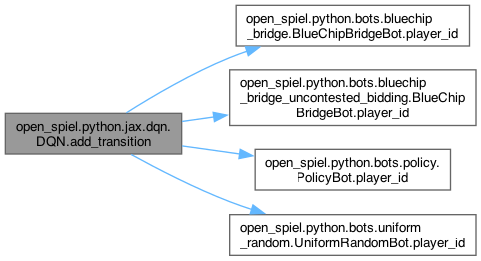 open_spiel.python.bots.bluechip
_bridge.BlueChipBridgeBot.player_id
open_spiel.python.bots.bluechip
_bridge_uncontested_bidding.BlueChip
BridgeBot.player_id
open_spiel.python.jax.dqn.
DQN.add_transition
open_spiel.python.bots.policy.
PolicyBot.player_id
open_spiel.python.bots.uniform
_random.UniformRandomBot.player_id